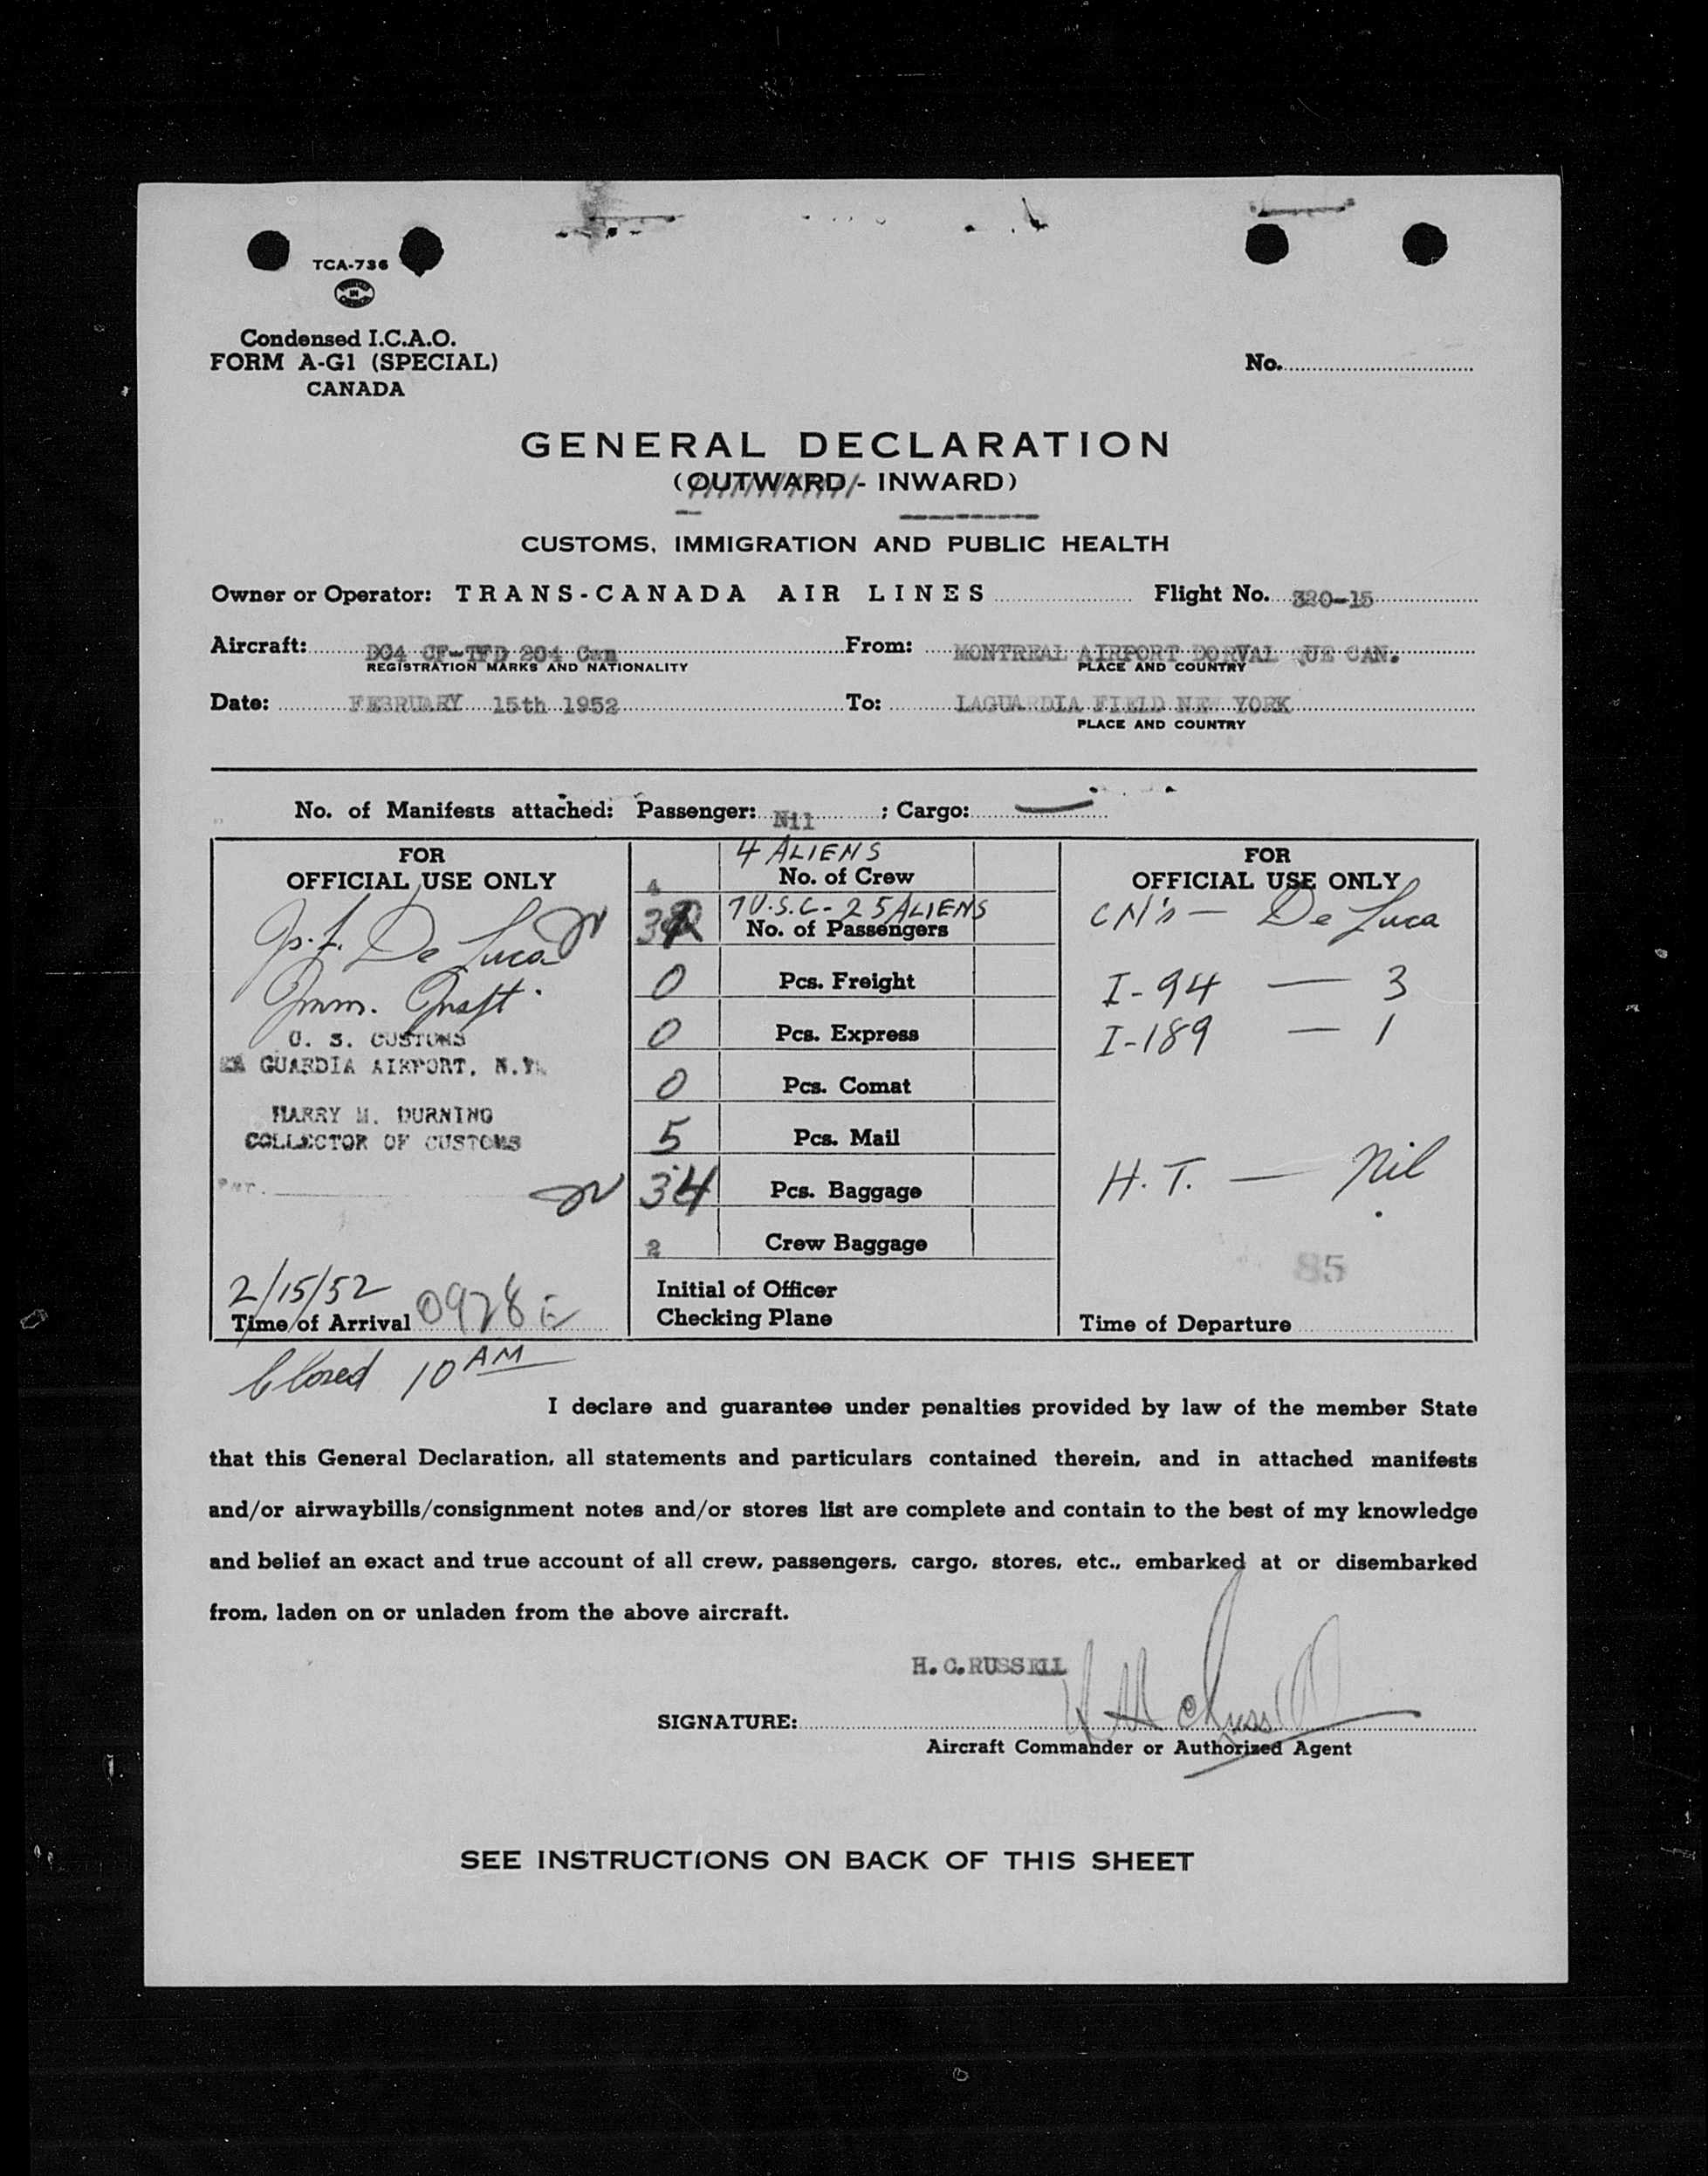 TCA-736
Condensed I.C.A.O.
FORM A-G1 (SPECIAL)
CANADA
No.
GENERAL DECLARATION
(OUTWARD - INWARD)
CUSTOMS, IMMIGRATION AND PUBLIC HEALTH
Owner or Operator: TRANS-CANADA AIR LINES Flight No. 320-15
Aircraft: DC4 CF-TFD 204 Can From: MONTREAL AIRPORT DORVAL QUE CAN.
REGISTRATION MARKS AND NATIONALITY PLACE AND COUNTRY
Date: FEBRUARY 15th 1952 To: LAGUARDIA FIELD NEW YORK
PLACE AND COUNTRY
No. of Manifests attached: Passenger: Nil ; Cargo: —
FOR
OFFICIAL USE ONLY
De Luca
Imm. Inspt.
U. S. CUSTOMS
LA GUARDIA AIRPORT, N.Y.
HARRY M. DURNING
COLLECTOR OF CUSTOMS
Per.
2/15/52
Time of Arrival 0928 E
Closed 10 AM
4 ALIENS
4 No. of Crew
7 U.S.C - 25 ALIENS
No. of Passengers
0 Pcs. Freight
0 Pcs. Express
0 Pcs. Comat
5 Pcs. Mail
34 Pcs. Baggage
2 Crew Baggage
Initial of Officer
Checking Plane
FOR
OFFICIAL USE ONLY
CN's — De Luca
I-94 — 3
I-189 — 1
H.T. — Nil
85
Time of Departure
I declare and guarantee under penalties provided by law of the member State
that this General Declaration, all statements and particulars contained therein, and in attached manifests
and/or airwaybills/consignment notes and/or stores list are complete and contain to the best of my knowledge
and belief an exact and true account of all crew, passengers, cargo, stores, etc., embarked at or disembarked
from, laden on or unladen from the above aircraft.
H.C.RUSSELL
SIGNATURE:
Aircraft Commander or Authorized Agent
SEE INSTRUCTIONS ON BACK OF THIS SHEET